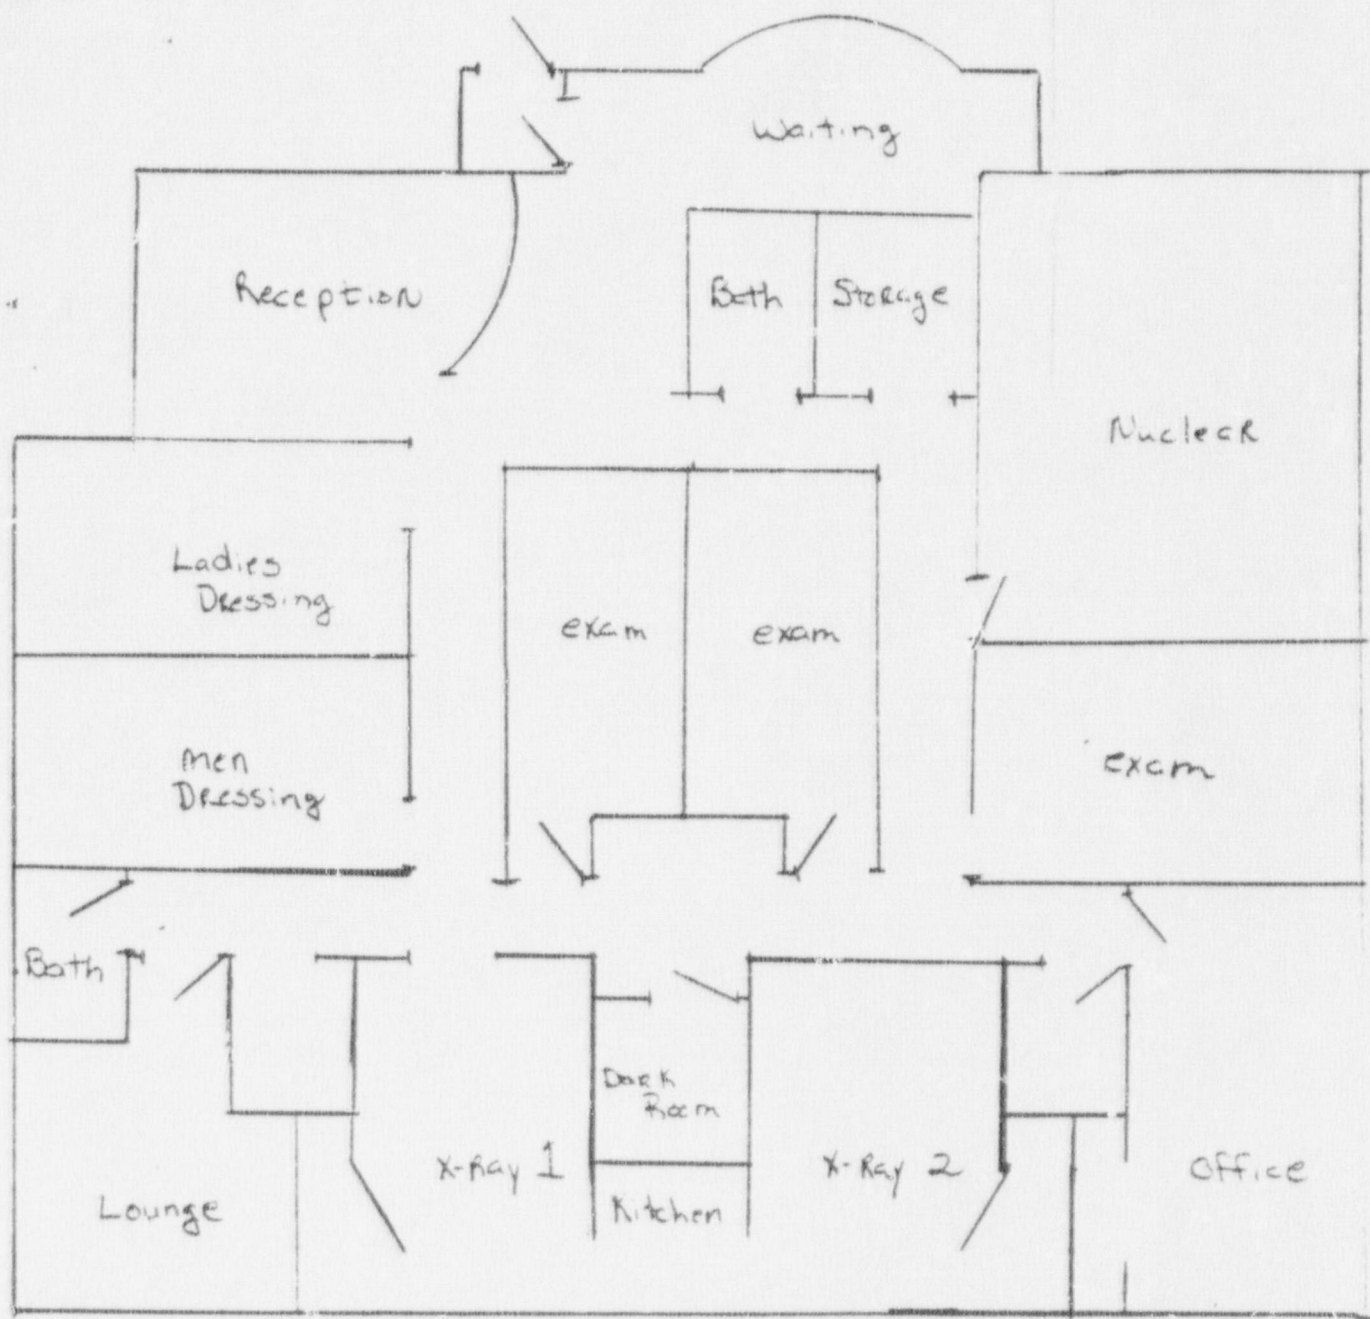 Waiting
Reception
Bath
Storage
Nuclear
Ladies
Dressing
exam
exam
Men
Dressing
exam
Bath
Dark
Room
X-Ray 1
X-Ray 2
Office
Lounge
Kitchen